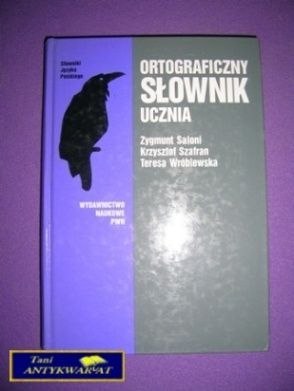 Słowniki
Języka
Polskiego
ORTOGRAFICZNY
SŁOWNIK
UCZNIA
Zygmunt Saloni
Krzysztof Szafran
Teresa Wróblewska
WYDAWNICTWO
NAUKOWE
PWN
Tani
ANTYKWARIAT